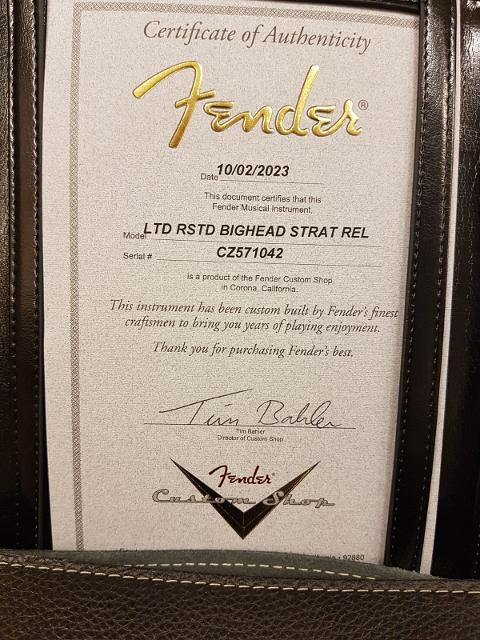 Certificate of Authenticity
Fender®
Date 10/02/2023
This document certifies that this
Fender Musical Instrument,
Model LTD RSTD BIGHEAD STRAT REL
Serial # CZ571042
is a product of the Fender Custom Shop
in Corona, California.
This instrument has been custom built by Fender's finest
craftsmen to bring you years of playing enjoyment.
Thank you for purchasing Fender's best.
Tim Bahler
Tim Bahler
Director of Custom Shop
Fender®
Custom Shop
92880